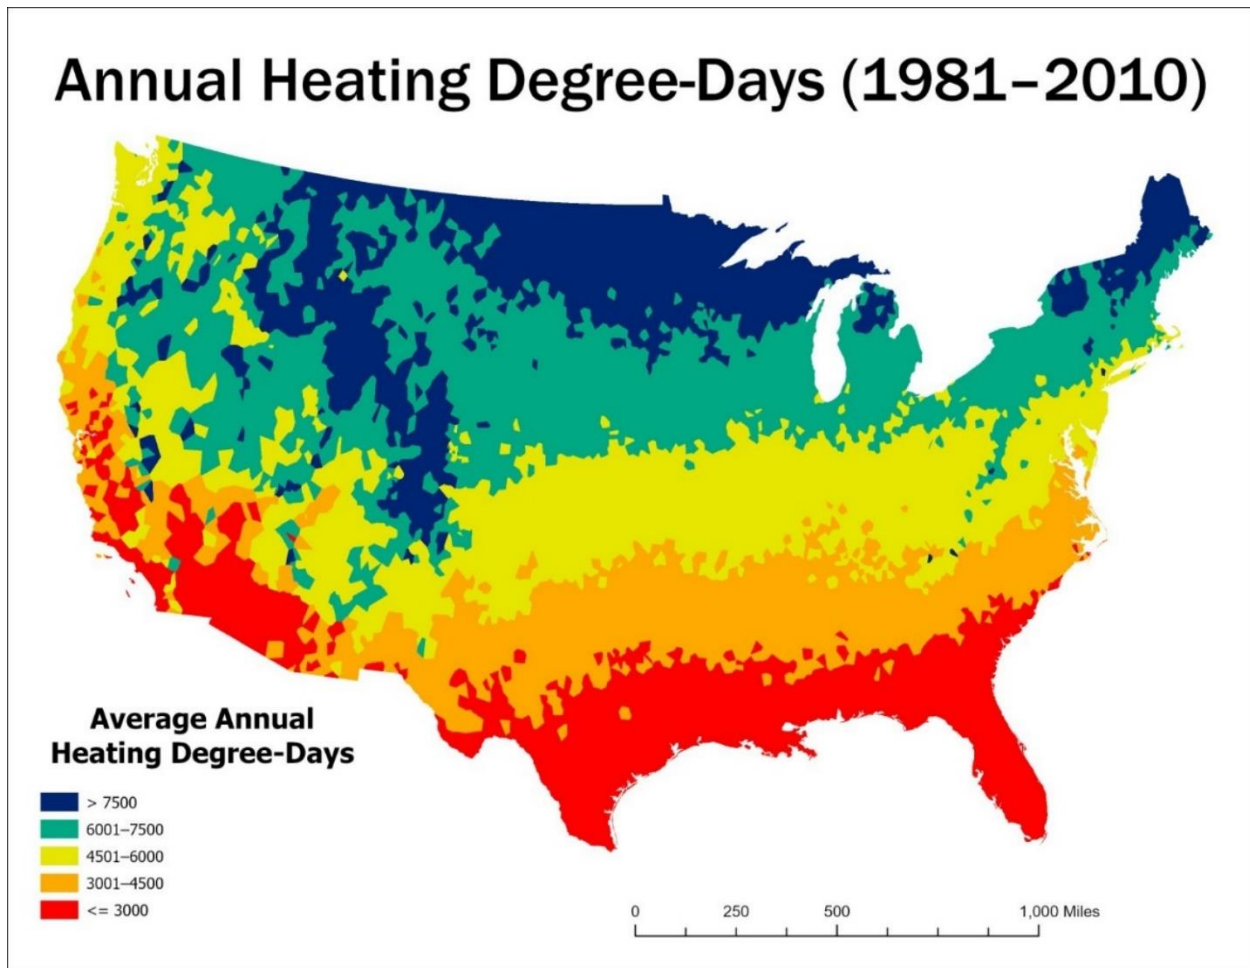 Annual Heating Degree-Days (1981–2010)
Average Annual
Heating Degree-Days
> 7500
6001–7500
4501–6000
3001–4500
<= 3000
0 250 500 1,000 Miles